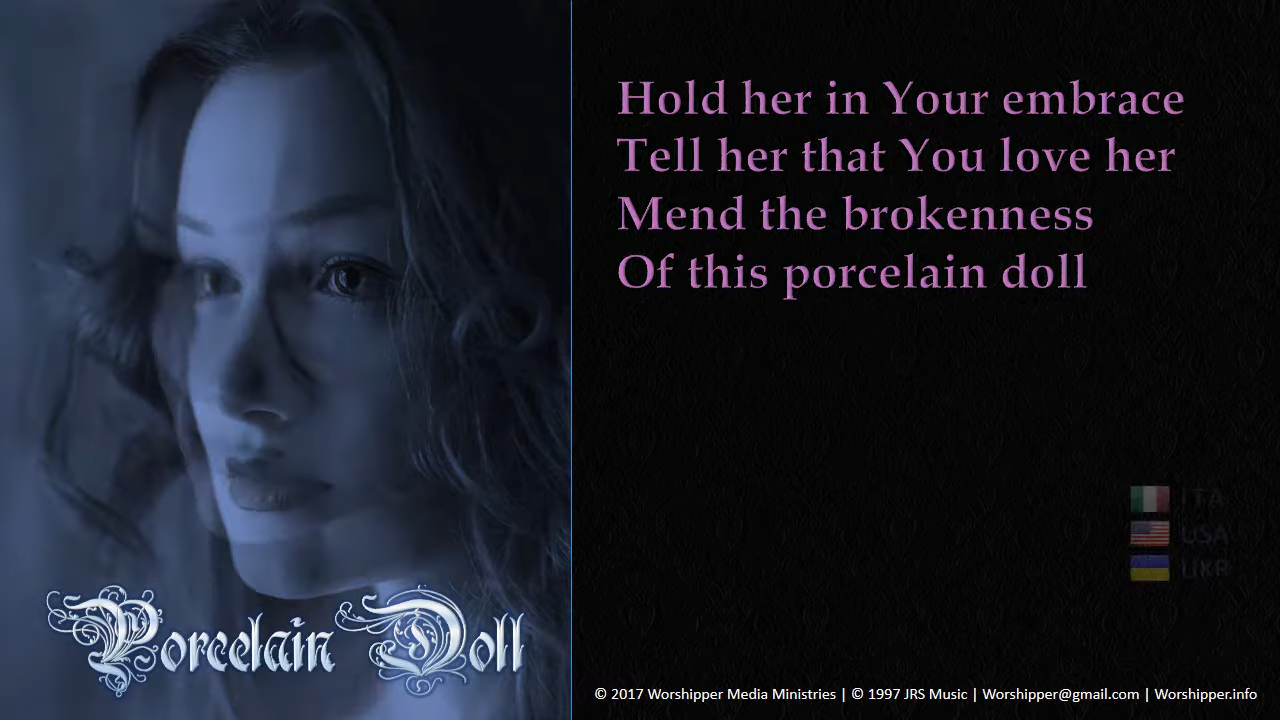 Hold her in Your embrace
Tell her that You love her
Mend the brokenness
Of this porcelain doll
ITA
USA
UKR
Porcelain Doll
© 2017 Worshipper Media Ministries | © 1997 JRS Music | Worshipper@gmail.com | Worshipper.info